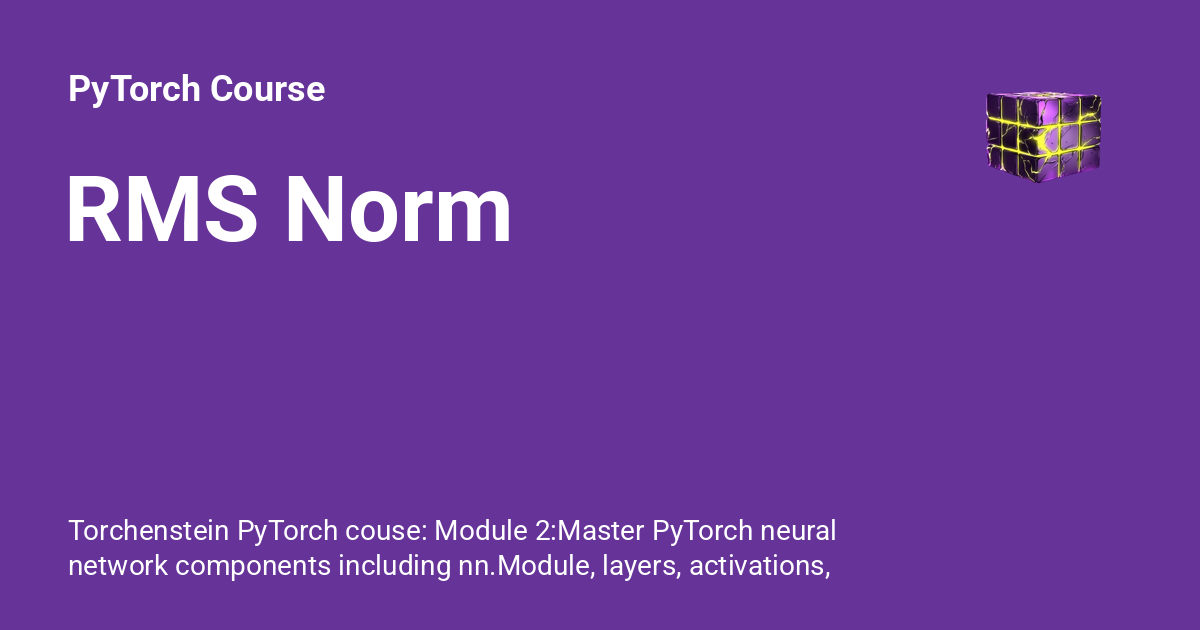 PyTorch Course
RMS Norm
Torchenstein PyTorch couse: Module 2:Master PyTorch neural
network components including nn.Module, layers, activations,